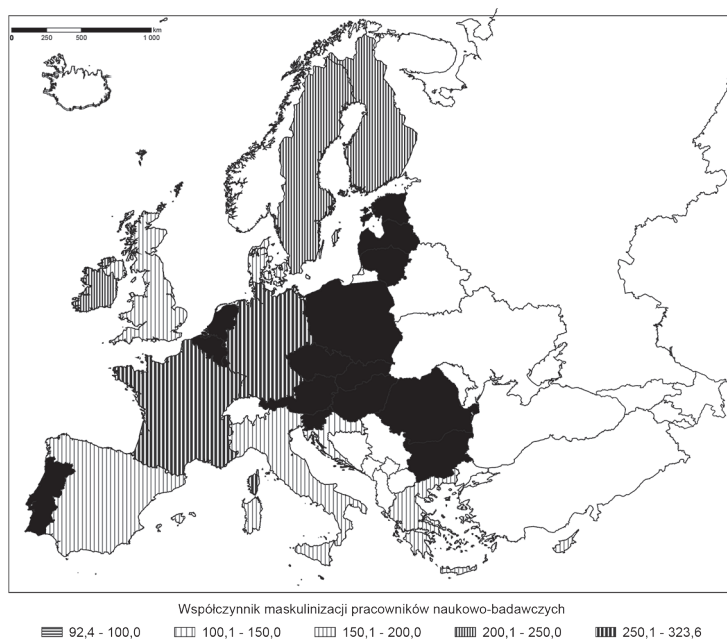 km
0 250 500 1 000
Współczynnik maskulinizacji pracowników naukowo-badawczych
92,4 - 100,0 100,1 - 150,0 150,1 - 200,0 200,1 - 250,0 250,1 - 323,6